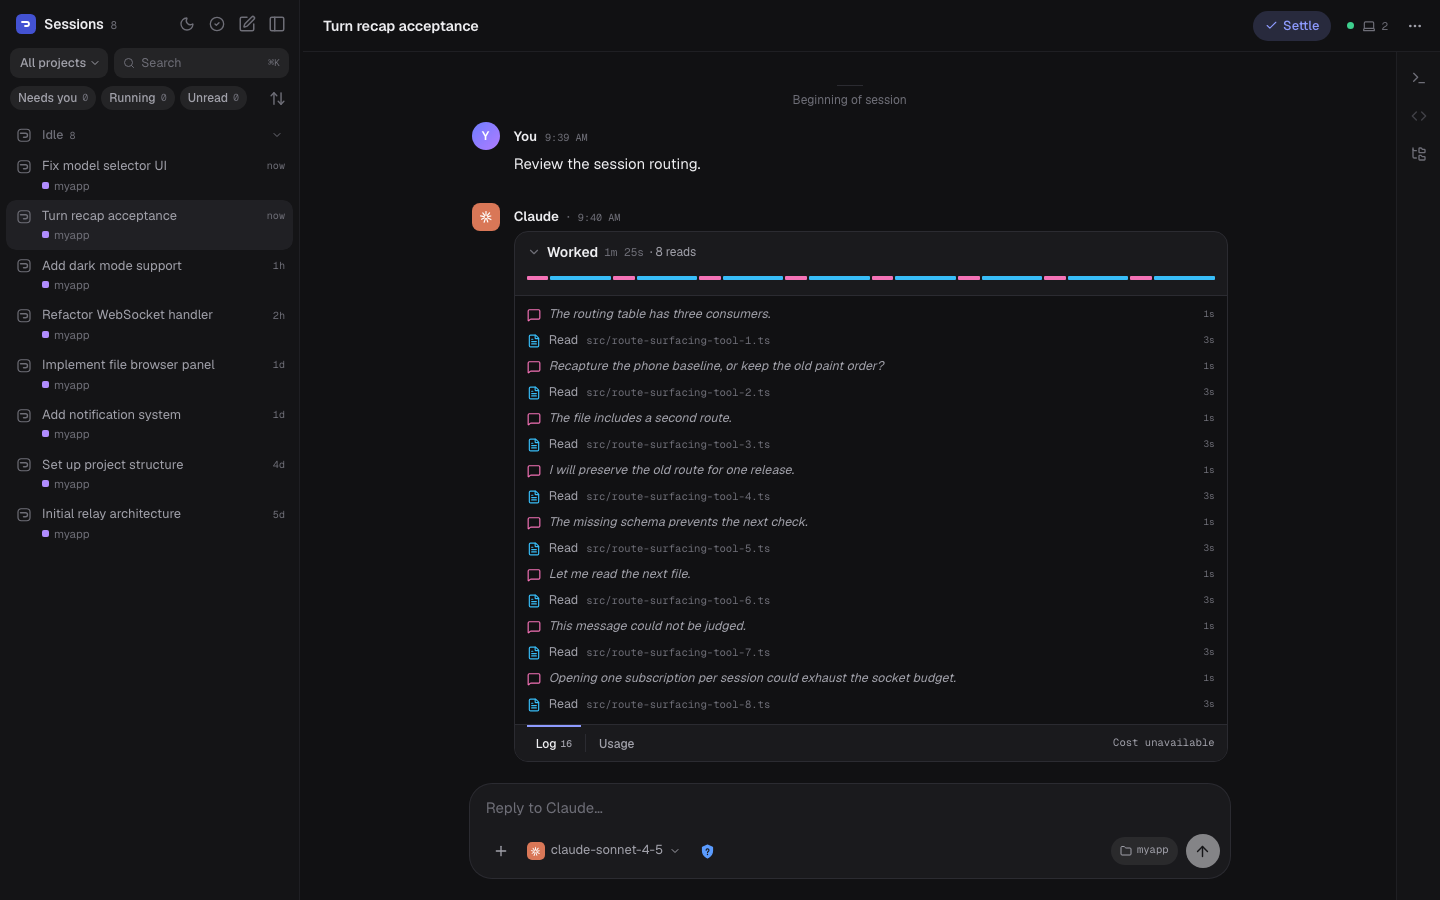 Sessions 8
All projects
Search ⌘K
Needs you 0
Running 0
Unread 0
Idle 8
Fix model selector UI now
myapp
Turn recap acceptance now
myapp
Add dark mode support 1h
myapp
Refactor WebSocket handler 2h
myapp
Implement file browser panel 1d
myapp
Add notification system 1d
myapp
Set up project structure 4d
myapp
Initial relay architecture 5d
myapp
Turn recap acceptance
Settle
2
Beginning of session
Y You 9:39 AM
Review the session routing.
Claude · 9:40 AM
Worked 1m 25s · 8 reads
The routing table has three consumers. 1s
Read src/route-surfacing-tool-1.ts 3s
Recapture the phone baseline, or keep the old paint order? 1s
Read src/route-surfacing-tool-2.ts 3s
The file includes a second route. 1s
Read src/route-surfacing-tool-3.ts 3s
I will preserve the old route for one release. 1s
Read src/route-surfacing-tool-4.ts 3s
The missing schema prevents the next check. 1s
Read src/route-surfacing-tool-5.ts 3s
Let me read the next file. 1s
Read src/route-surfacing-tool-6.ts 3s
This message could not be judged. 1s
Read src/route-surfacing-tool-7.ts 3s
Opening one subscription per session could exhaust the socket budget. 1s
Read src/route-surfacing-tool-8.ts 3s
Log 16
Usage
Cost unavailable
Reply to Claude...
claude-sonnet-4-5
myapp